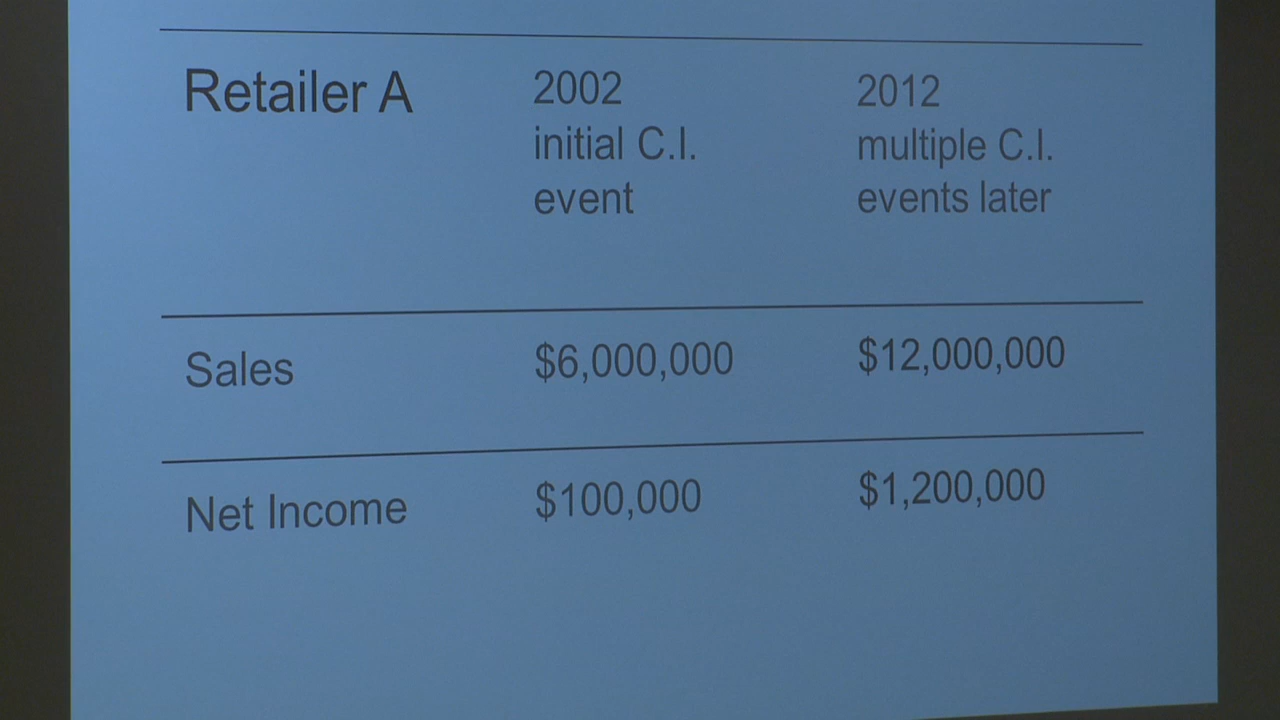 Retailer A 2002 2012
initial C.I. multiple C.I.
event events later
Sales $6,000,000 $12,000,000
Net Income $100,000 $1,200,000